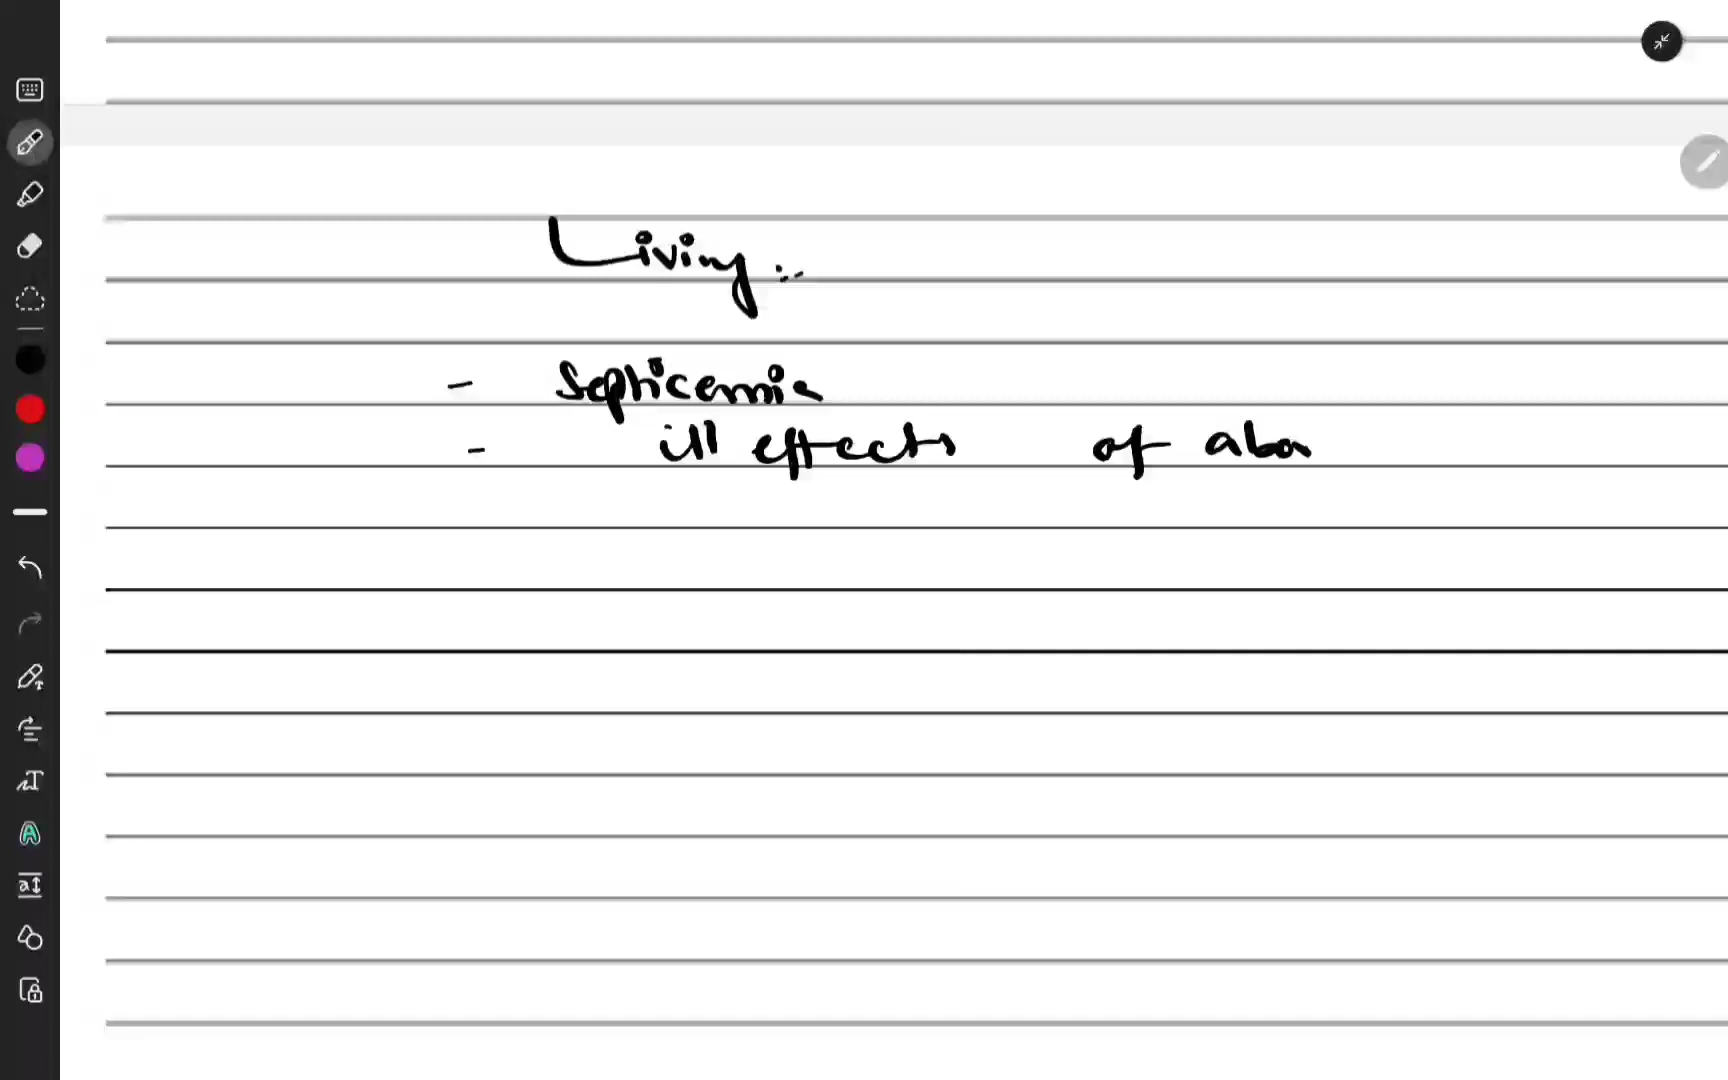 Living :-
- Septicemia
- ill effects of abo